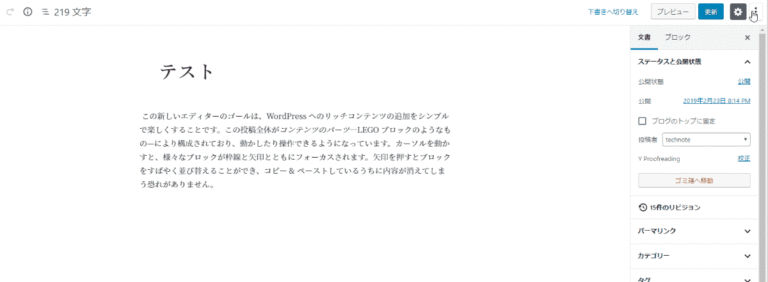 219 文字
下書きへ切り替え
プレビュー
更新
テスト
この新しいエディターのゴールは、WordPress へのリッチコンテンツの追加をシンプル
で楽しくすることです。この投稿全体がコンテンツのパーツ—LEGO ブロックのようなも
の—により構成されており、動かしたり操作できるようになっています。カーソルを動か
すと、様々なブロックが枠線と矢印とともにフォーカスされます。矢印を押すとブロック
をすばやく並び替えることができ、コピー & ペーストしているうちに内容が消えてしま
う恐れがありません。
文書
ブロック
ステータスと公開状態
公開状態
公開
公開
2019年2月23日 8:14 PM
ブログのトップに固定
投稿者
technote
Y Proofreading
校正
ゴミ箱へ移動
15件のリビジョン
パーマリンク
カテゴリー
タグ